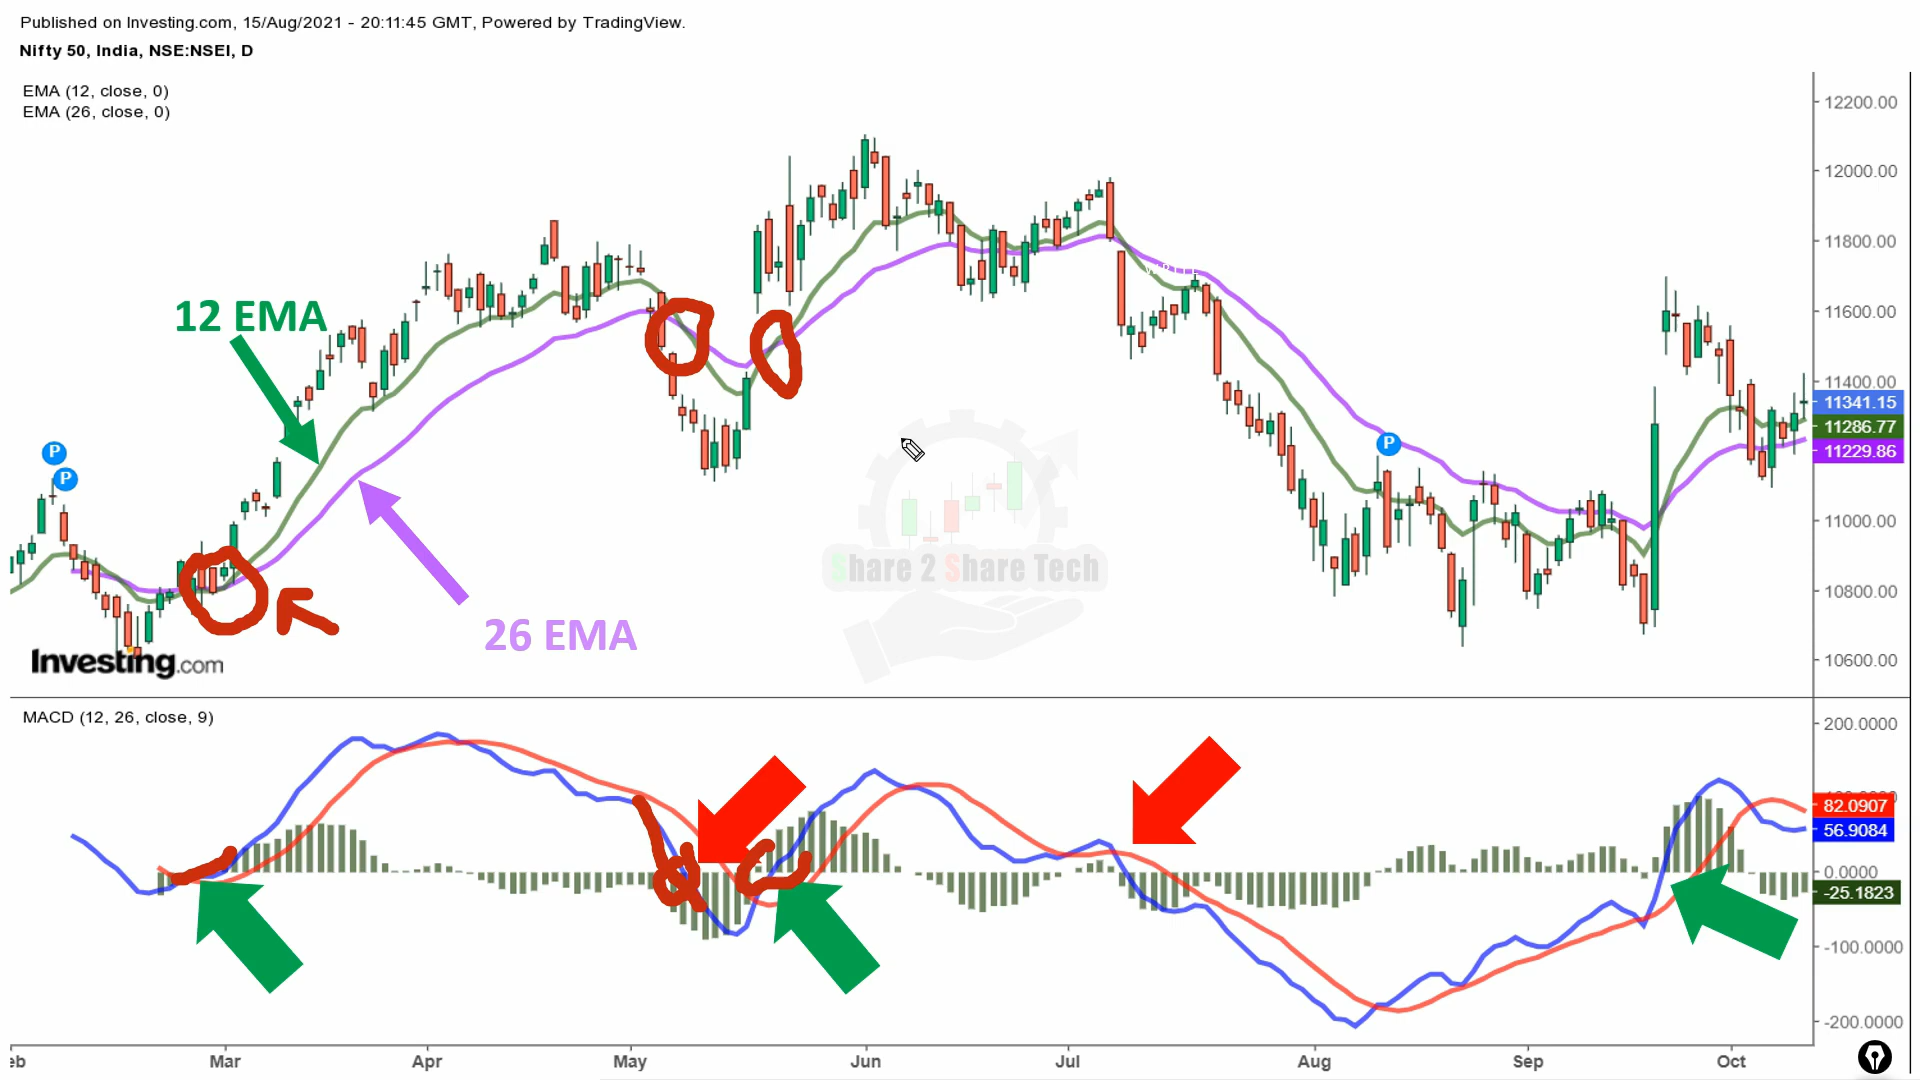 Published on Investing.com, 15/Aug/2021 - 20:11:45 GMT, Powered by TradingView.
Nifty 50, India, NSE:NSEI, D
EMA (12, close, 0)
EMA (26, close, 0)
12200.00
12000.00
11800.00
11600.00
11400.00
11341.15
11286.77
11229.86
11000.00
10800.00
10600.00
12 EMA
P
P
P
26 EMA
Share 2 Share Tech
Investing.com
MACD (12, 26, close, 9)
200.0000
82.0907
56.9084
0.0000
-25.1823
-100.0000
-200.0000
eb Mar Apr May Jun Jul Aug Sep Oct